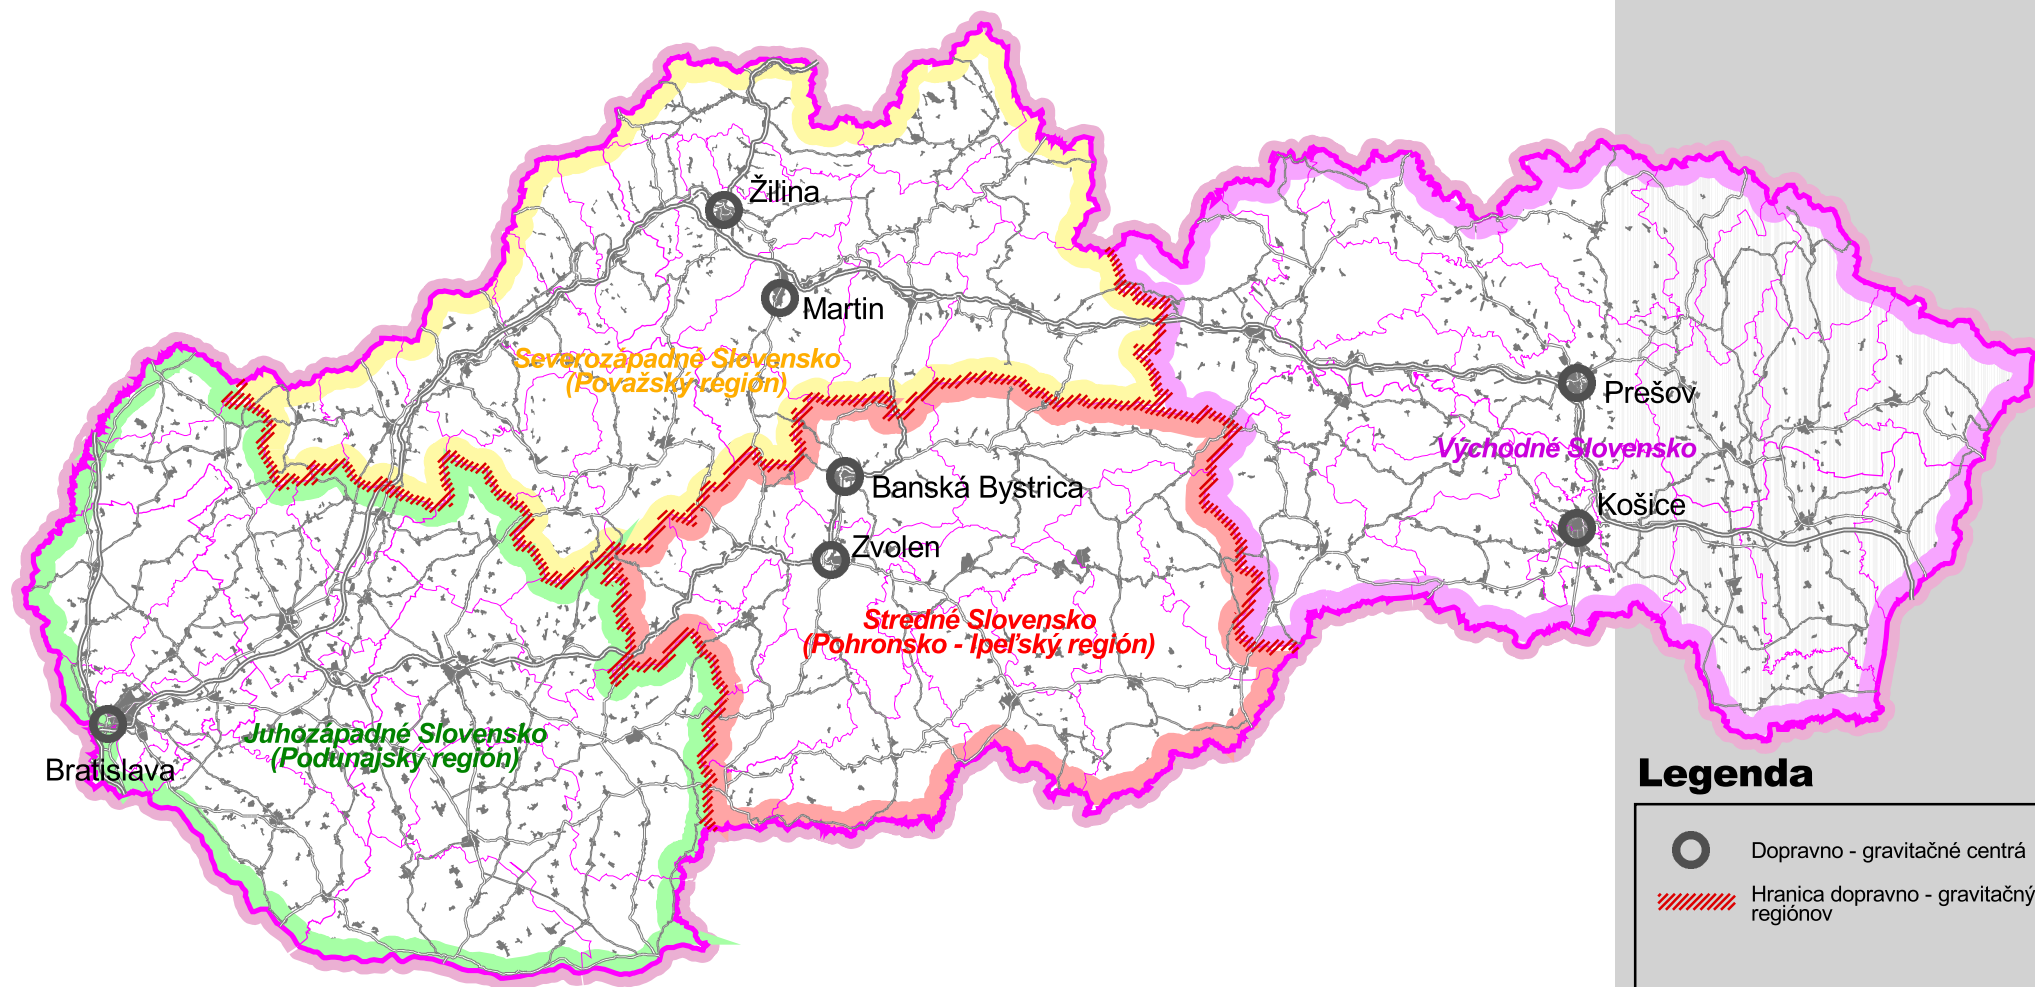 Žilina
Martin
Severozápadné Slovensko
(Považský región)
Prešov
Východné Slovensko
Banská Bystrica
Košice
Zvolen
Stredné Slovensko
(Pohronsko - Ipeľský región)
Juhozápadné Slovensko
(Podunajský región)
Bratislava
Legenda
Dopravno - gravitačné centrá
Hranica dopravno - gravitačný
regiónov